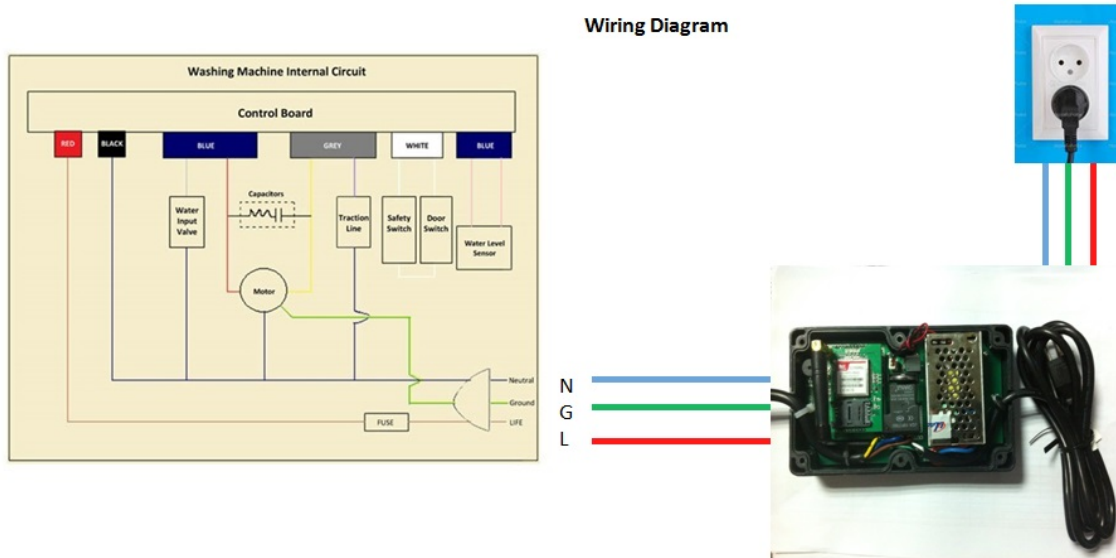 Wiring Diagram
Washing Machine Internal Circuit
Control Board
RED
BLACK
BLUE
GREY
WHITE
BLUE
Capacitors
Water
Input
Valve
Traction
Line
Safety
Switch
Door
Switch
Water Level
Sensor
Motor
Neutral
Ground
LIFE
FUSE
N
G
L